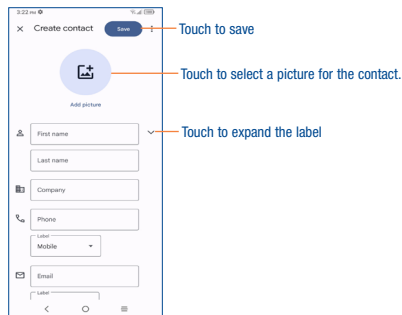 3:22 PM
Create contact
Save
Touch to save
Touch to select a picture for the contact.
Add picture
First name
Touch to expand the label
Last name
Company
Phone
Label
Mobile
Email
Label